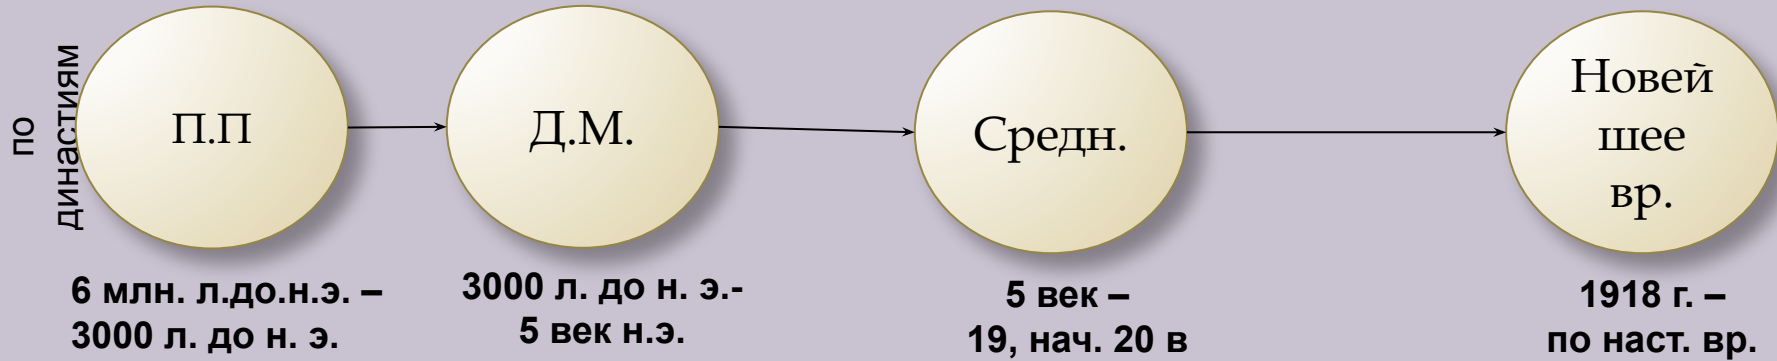 по
династиям
П.П
Д.М.
Средн.
Новей
шее
вр.
6 млн. л.до.н.э. –
3000 л. до н. э.
3000 л. до н. э.-
5 век н.э.
5 век –
19, нач. 20 в
1918 г. –
по наст. вр.